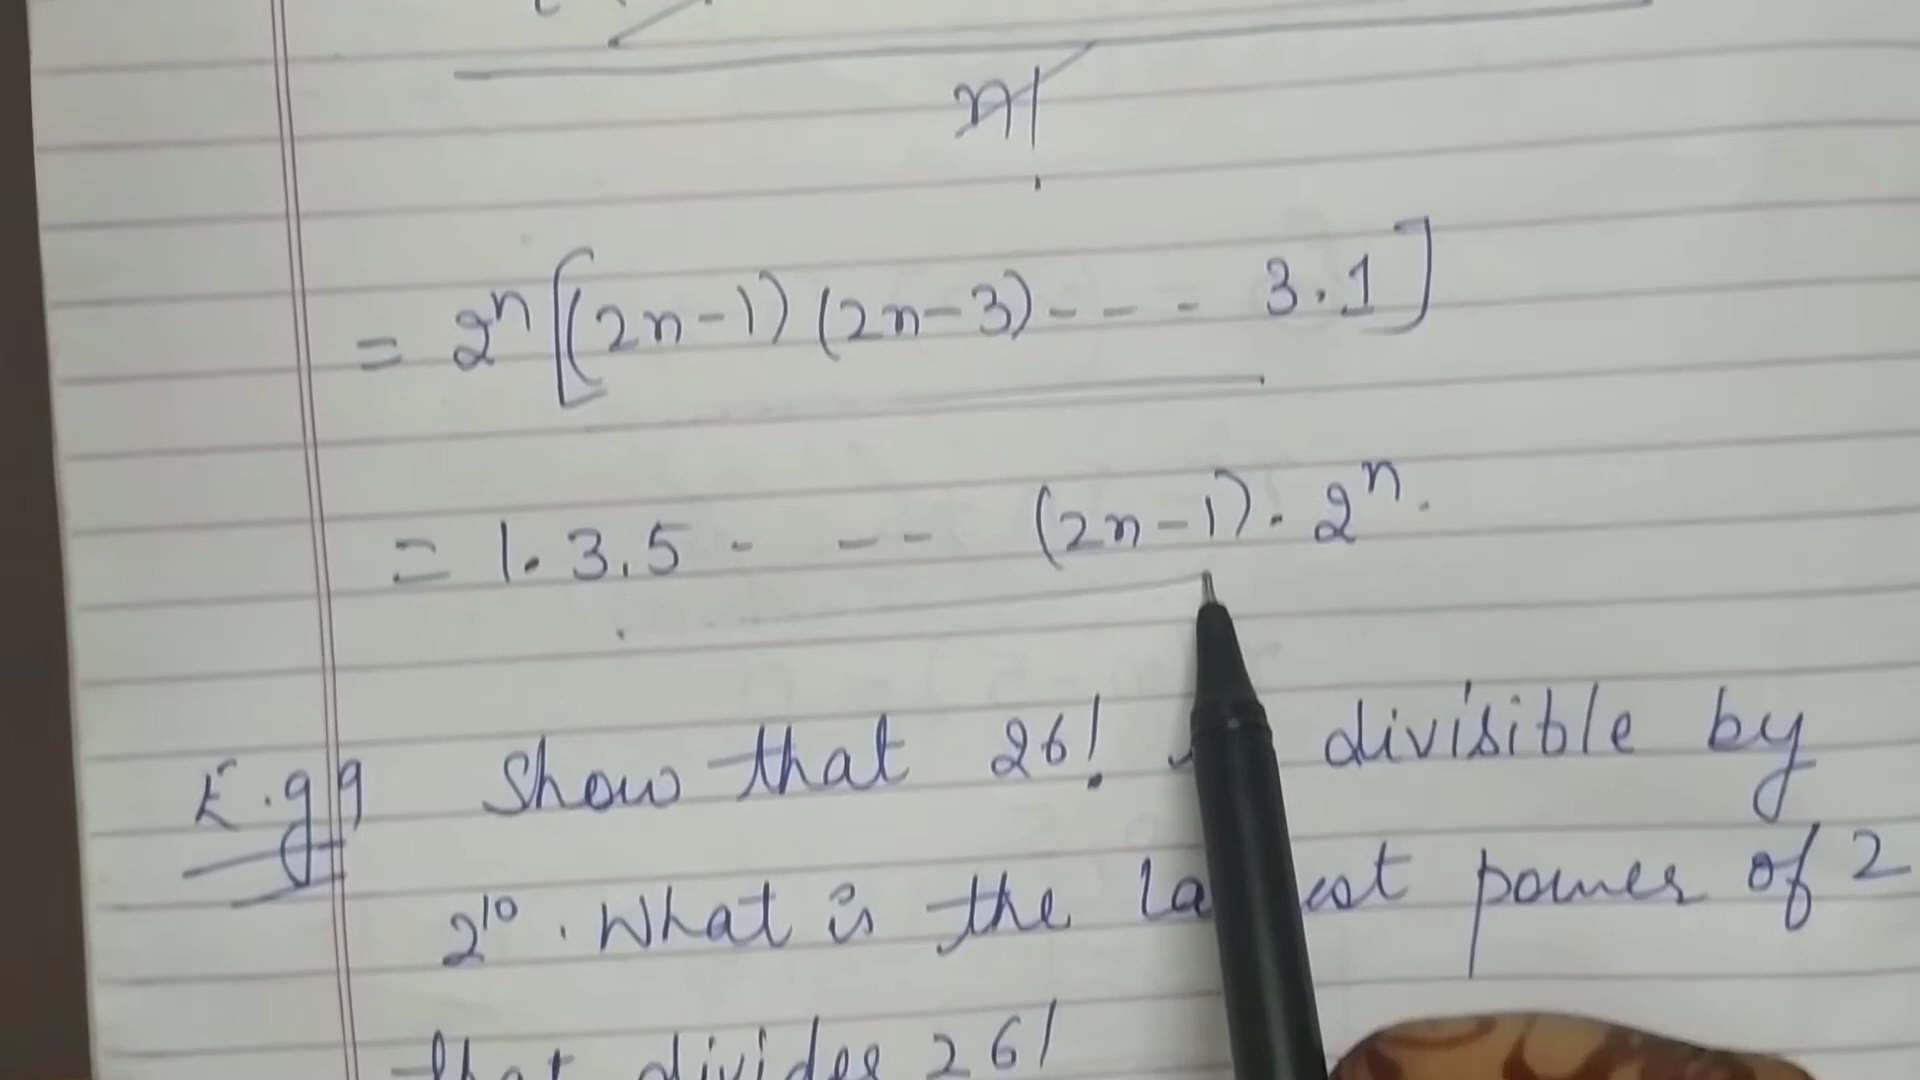 n!
= 2ⁿ[(2n-1)(2n-3)---- 3.1]
= 1.3.5 - -- (2n-1). 2ⁿ.
E.g 9 Show that 26! divisible by
2¹⁰. What is the power of 2
that divides 26!